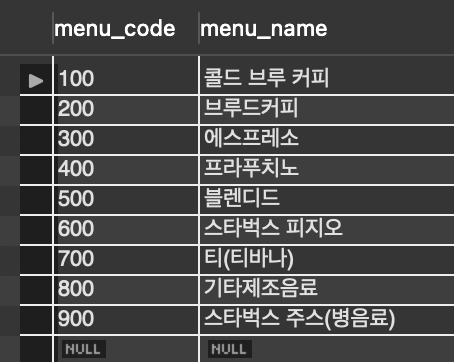 menu_code menu_name
100 콜드 브루 커피
200 브루드커피
300 에스프레소
400 프라푸치노
500 블렌디드
600 스타벅스 피지오
700 티(티바나)
800 기타제조음료
900 스타벅스 주스(병음료)
NULL NULL